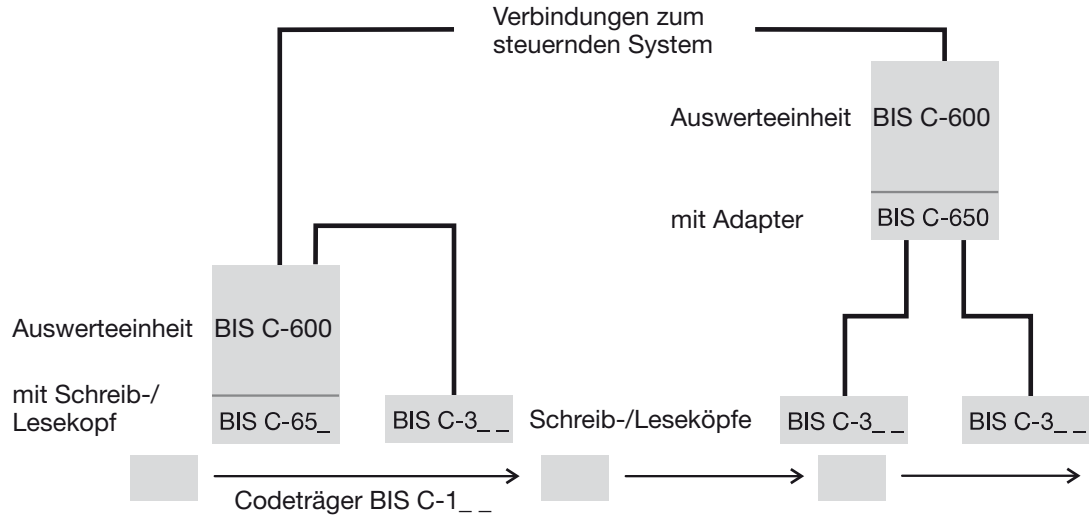 Verbindungen zum
steuernden System
Auswerteeinheit
BIS C-600
mit Adapter
BIS C-650
Auswerteeinheit
BIS C-600
mit Schreib-/
Lesekopf
BIS C-65_
BIS C-3_ _
Schreib-/Leseköpfe
BIS C-3_ _
BIS C-3_ _
Codeträger BIS C-1_ _